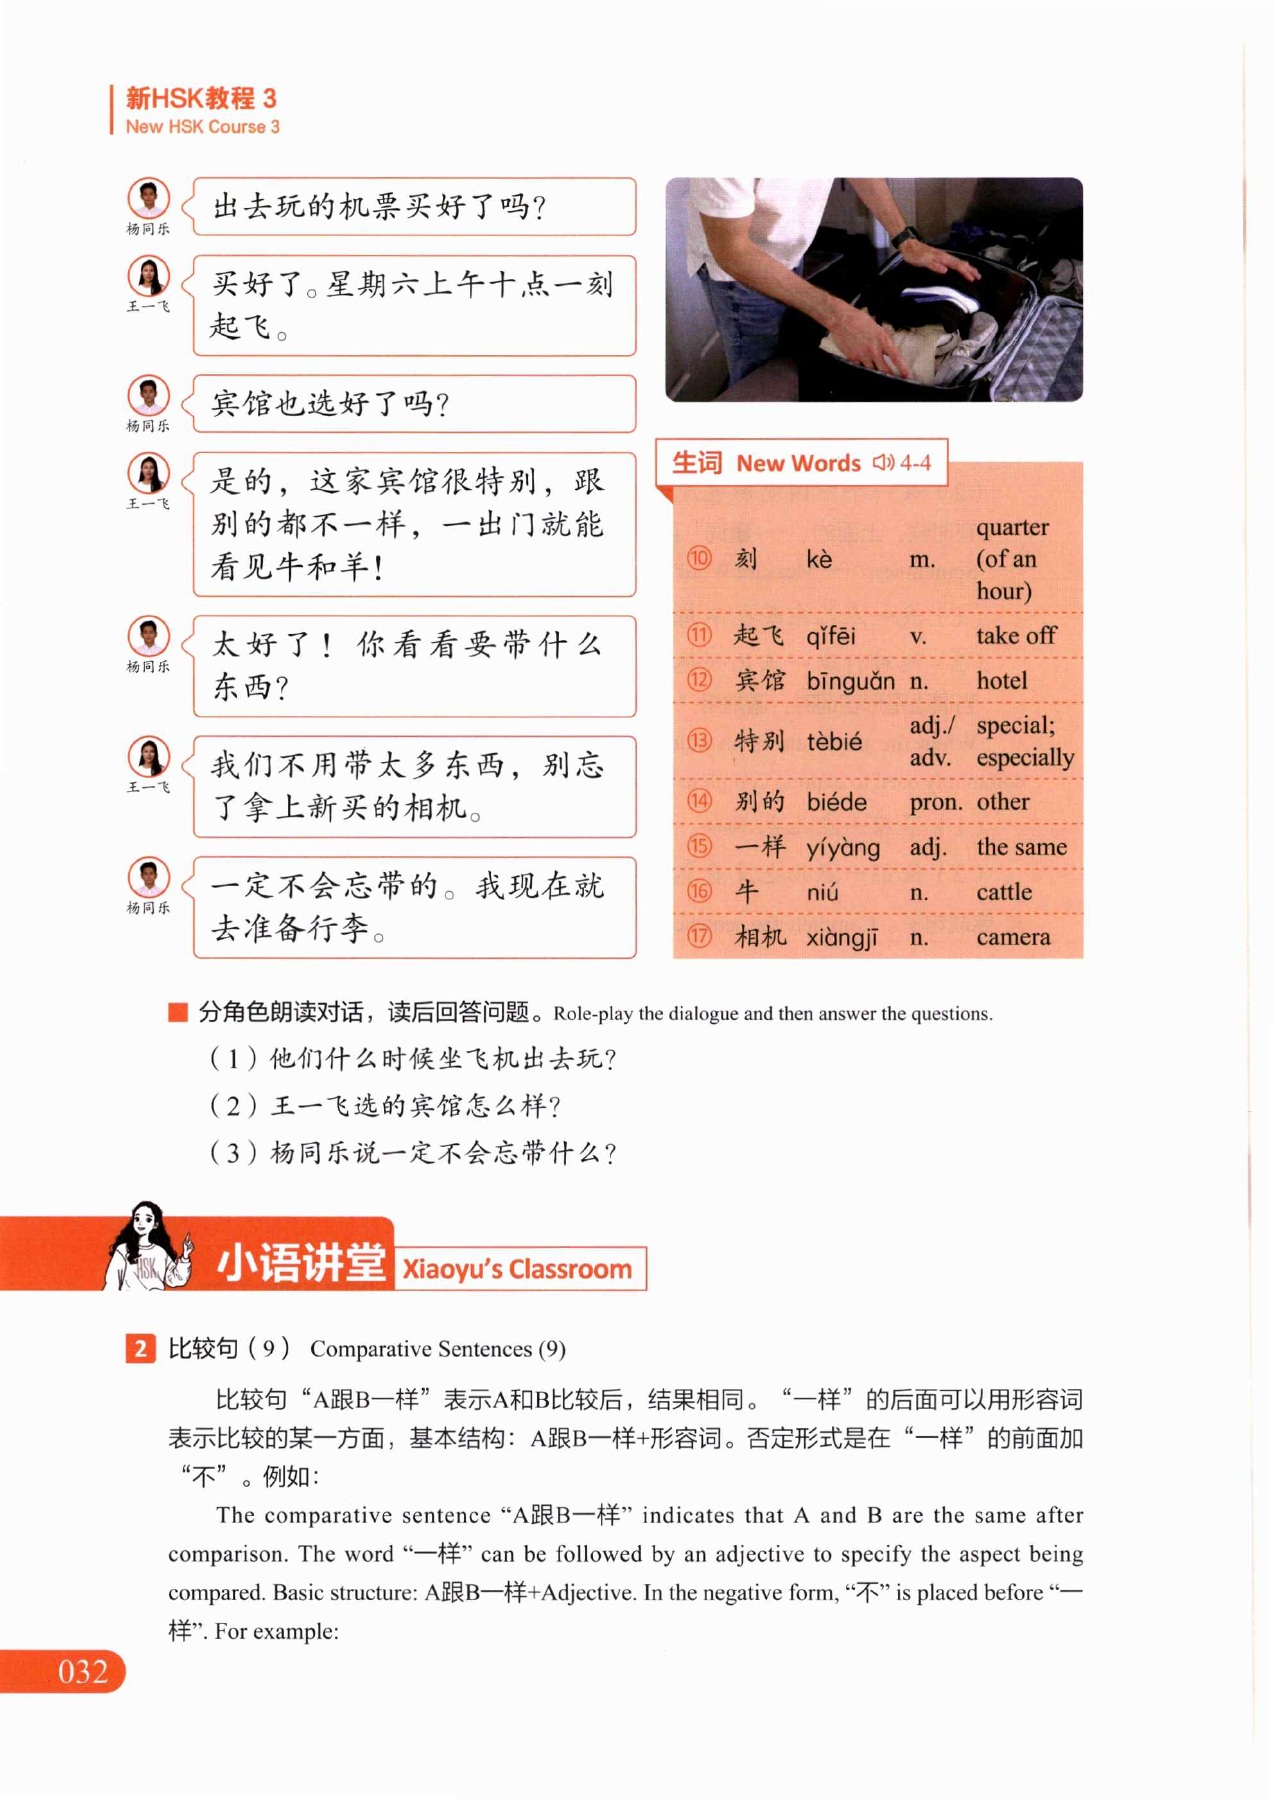 新HSK教程 3
New HSK Course 3
杨同乐
出去玩的机票买好了吗？
王一飞
买好了。星期六上午十点一刻
起飞。
杨同乐
宾馆也选好了吗？
王一飞
是的，这家宾馆很特别，跟
别的都不一样，一出门就能
看见牛和羊！
杨同乐
太好了！你看看要带什么
东西？
王一飞
我们不用带太多东西，别忘
了拿上新买的相机。
杨同乐
一定不会忘带的。我现在就
去准备行李。
生词 New Words 4-4
⑩ 刻 kè m. quarter
(of an
hour)
⑪ 起飞 qǐfēi v. take off
⑫ 宾馆 bīnguǎn n. hotel
⑬ 特别 tèbié adj./ special;
adv. especially
⑭ 别的 biéde pron. other
⑮ 一样 yíyàng adj. the same
⑯ 牛 niú n. cattle
⑰ 相机 xiàngjī n. camera
分角色朗读对话，读后回答问题。Role-play the dialogue and then answer the questions.
（1）他们什么时候坐飞机出去玩？
（2）王一飞选的宾馆怎么样？
（3）杨同乐说一定不会忘带什么？
HSK
小语讲堂 Xiaoyu's Classroom
2 比较句（9） Comparative Sentences (9)
比较句“A跟B一样”表示A和B比较后，结果相同。“一样”的后面可以用形容词
表示比较的某一方面，基本结构：A跟B一样+形容词。否定形式是在“一样”的前面加
“不”。例如：
The comparative sentence “A跟B一样” indicates that A and B are the same after
comparison. The word “一样” can be followed by an adjective to specify the aspect being
compared. Basic structure: A跟B一样+Adjective. In the negative form, “不” is placed before “一
样”. For example:
032